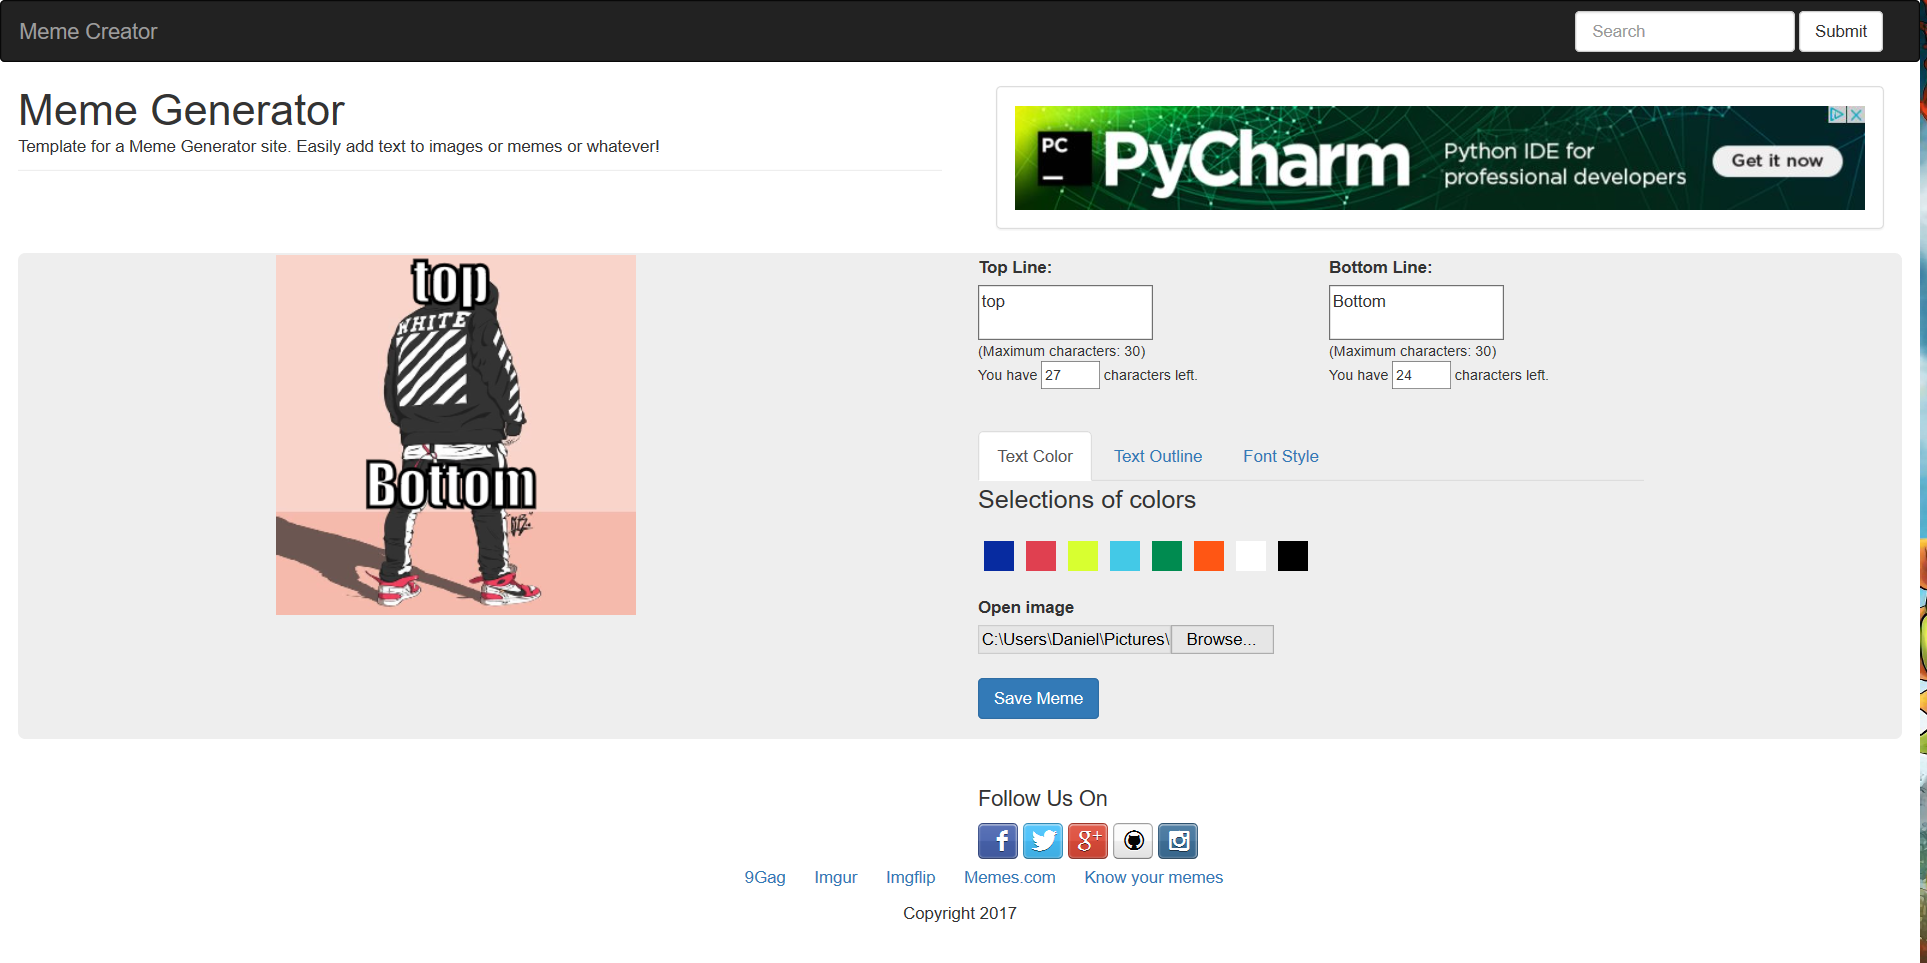 Meme Creator
Search
Submit
Meme Generator
Template for a Meme Generator site. Easily add text to images or memes or whatever!
PC
PyCharm
Python IDE for
professional developers
Get it now
top
WHITE
Bottom
Top Line:
top
(Maximum characters: 30)
You have 27 characters left.
Bottom Line:
Bottom
(Maximum characters: 30)
You have 24 characters left.
Text Color
Text Outline
Font Style
Selections of colors
Open image
C:\Users\Daniel\Pictures\
Browse...
Save Meme
Follow Us On
f
g+
9Gag
Imgur
Imgflip
Memes.com
Know your memes
Copyright 2017